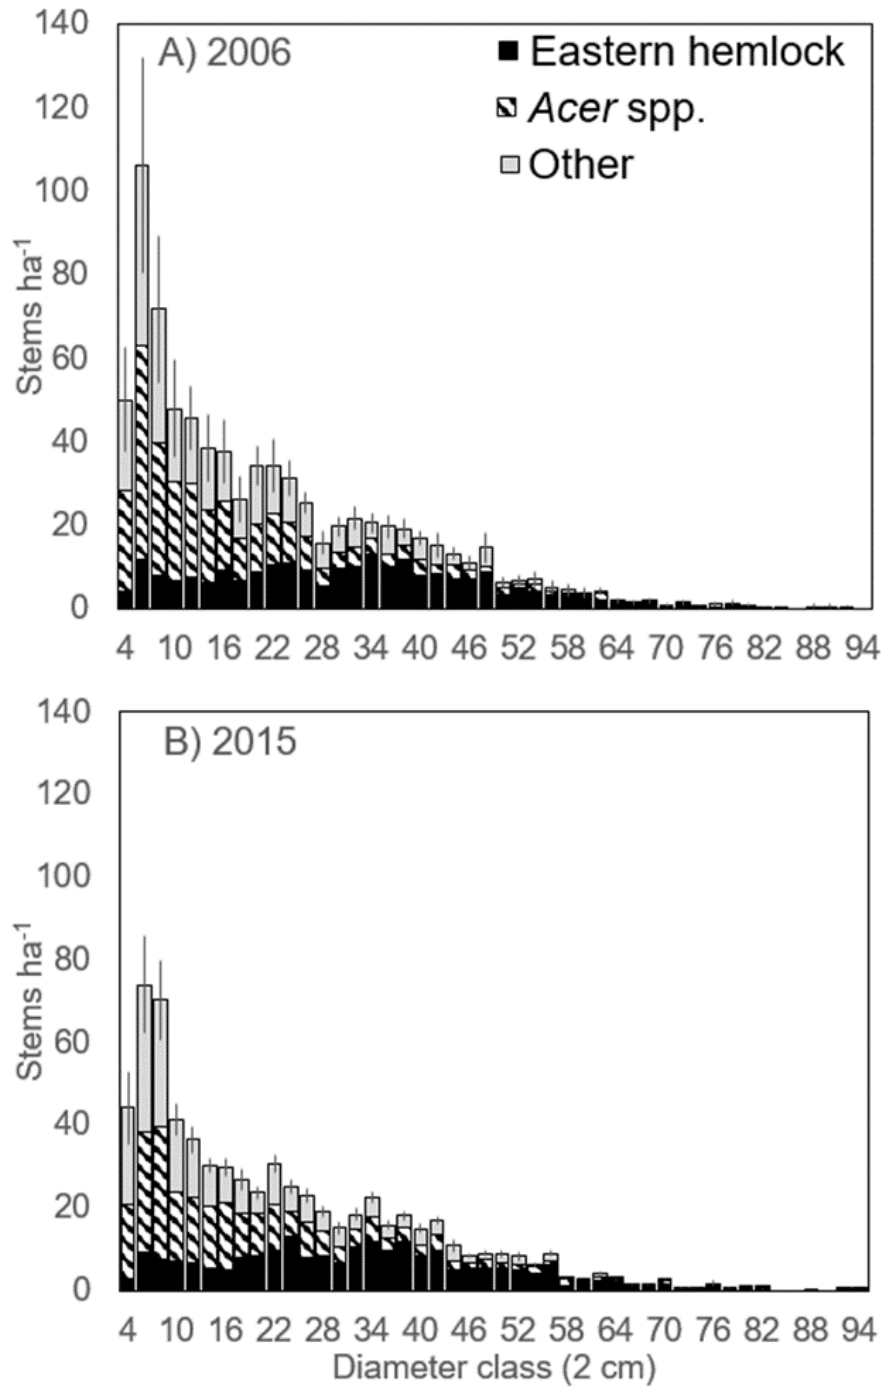 140
A) 2006
Eastern hemlock
120
Acer spp.
Other
100
80
60
40
20
0
Stems ha-1
4 10 16 22 28 34 40 46 52 58 64 70 76 82 88 94
140
B) 2015
120
100
80
60
40
20
0
Stems ha-1
4 10 16 22 28 34 40 46 52 58 64 70 76 82 88 94
Diameter class (2 cm)